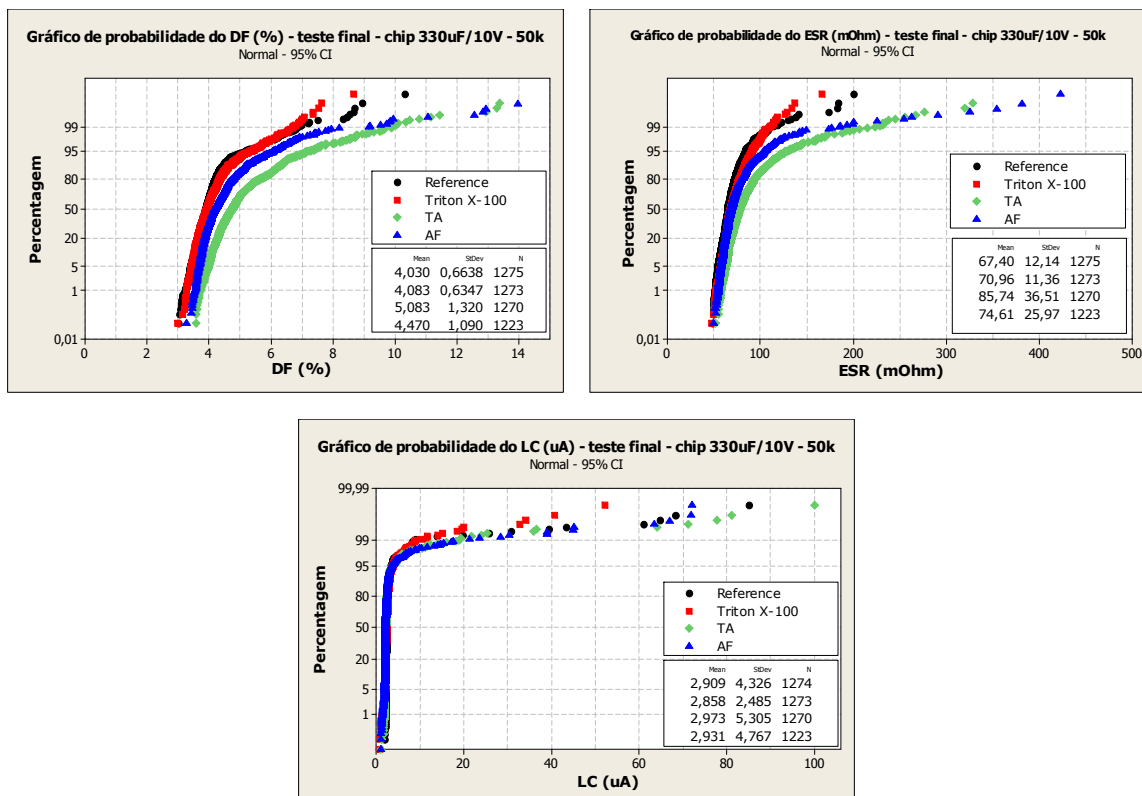 Gráfico de probabilidade do DF (%) - teste final - chip 330uF/10V - 50k
Normal - 95% CI
Percentagem
99
95
80
50
20
5
1
0,01
0 2 4 6 8 10 12 14
DF (%)
Reference
Triton X-100
TA
AF
Mean StDev N
4,030 0,6638 1275
4,083 0,6347 1273
5,083 1,320 1270
4,470 1,090 1223
Gráfico de probabilidade do ESR (mOhm) - teste final - chip 330uF/10V - 50k
Normal - 95% CI
Percentagem
99
95
80
50
20
5
1
0,01
0 100 200 300 400 500
ESR (mOhm)
Reference
Triton X-100
TA
AF
Mean StDev N
67,40 12,14 1275
70,96 11,36 1273
85,74 36,51 1270
74,61 25,97 1223
Gráfico de probabilidade do LC (uA) - teste final - chip 330uF/10V - 50k
Normal - 95% CI
Percentagem
99,99
99
95
80
50
20
5
1
0 20 40 60 80 100
LC (uA)
Reference
Triton X-100
TA
AF
Mean StDev N
2,909 4,326 1274
2,858 2,485 1273
2,973 5,305 1270
2,931 4,767 1223